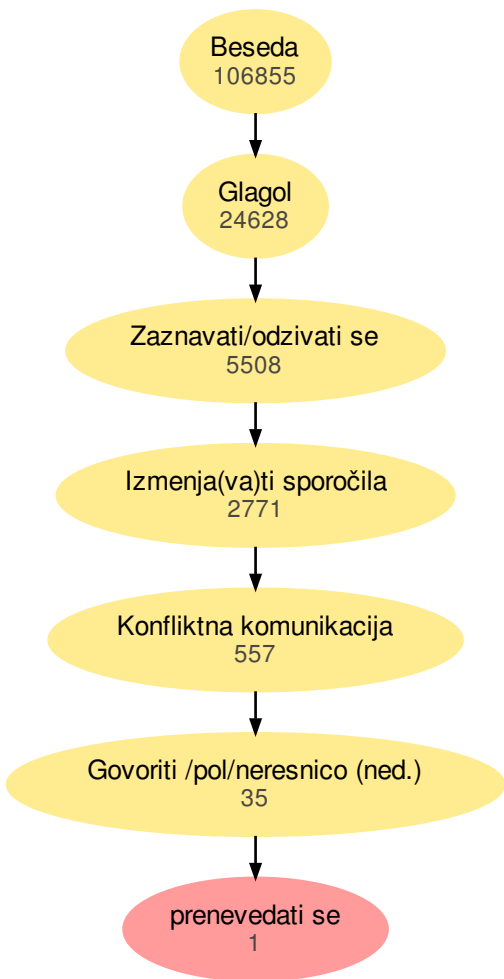 Beseda
106855
Glagol
24628
Zaznavati/odzivati se
5508
Izmenja(va)ti sporočila
2771
Konfliktna komunikacija
557
Govoriti /pol/neresnico (ned.)
35
prenevedati se
1